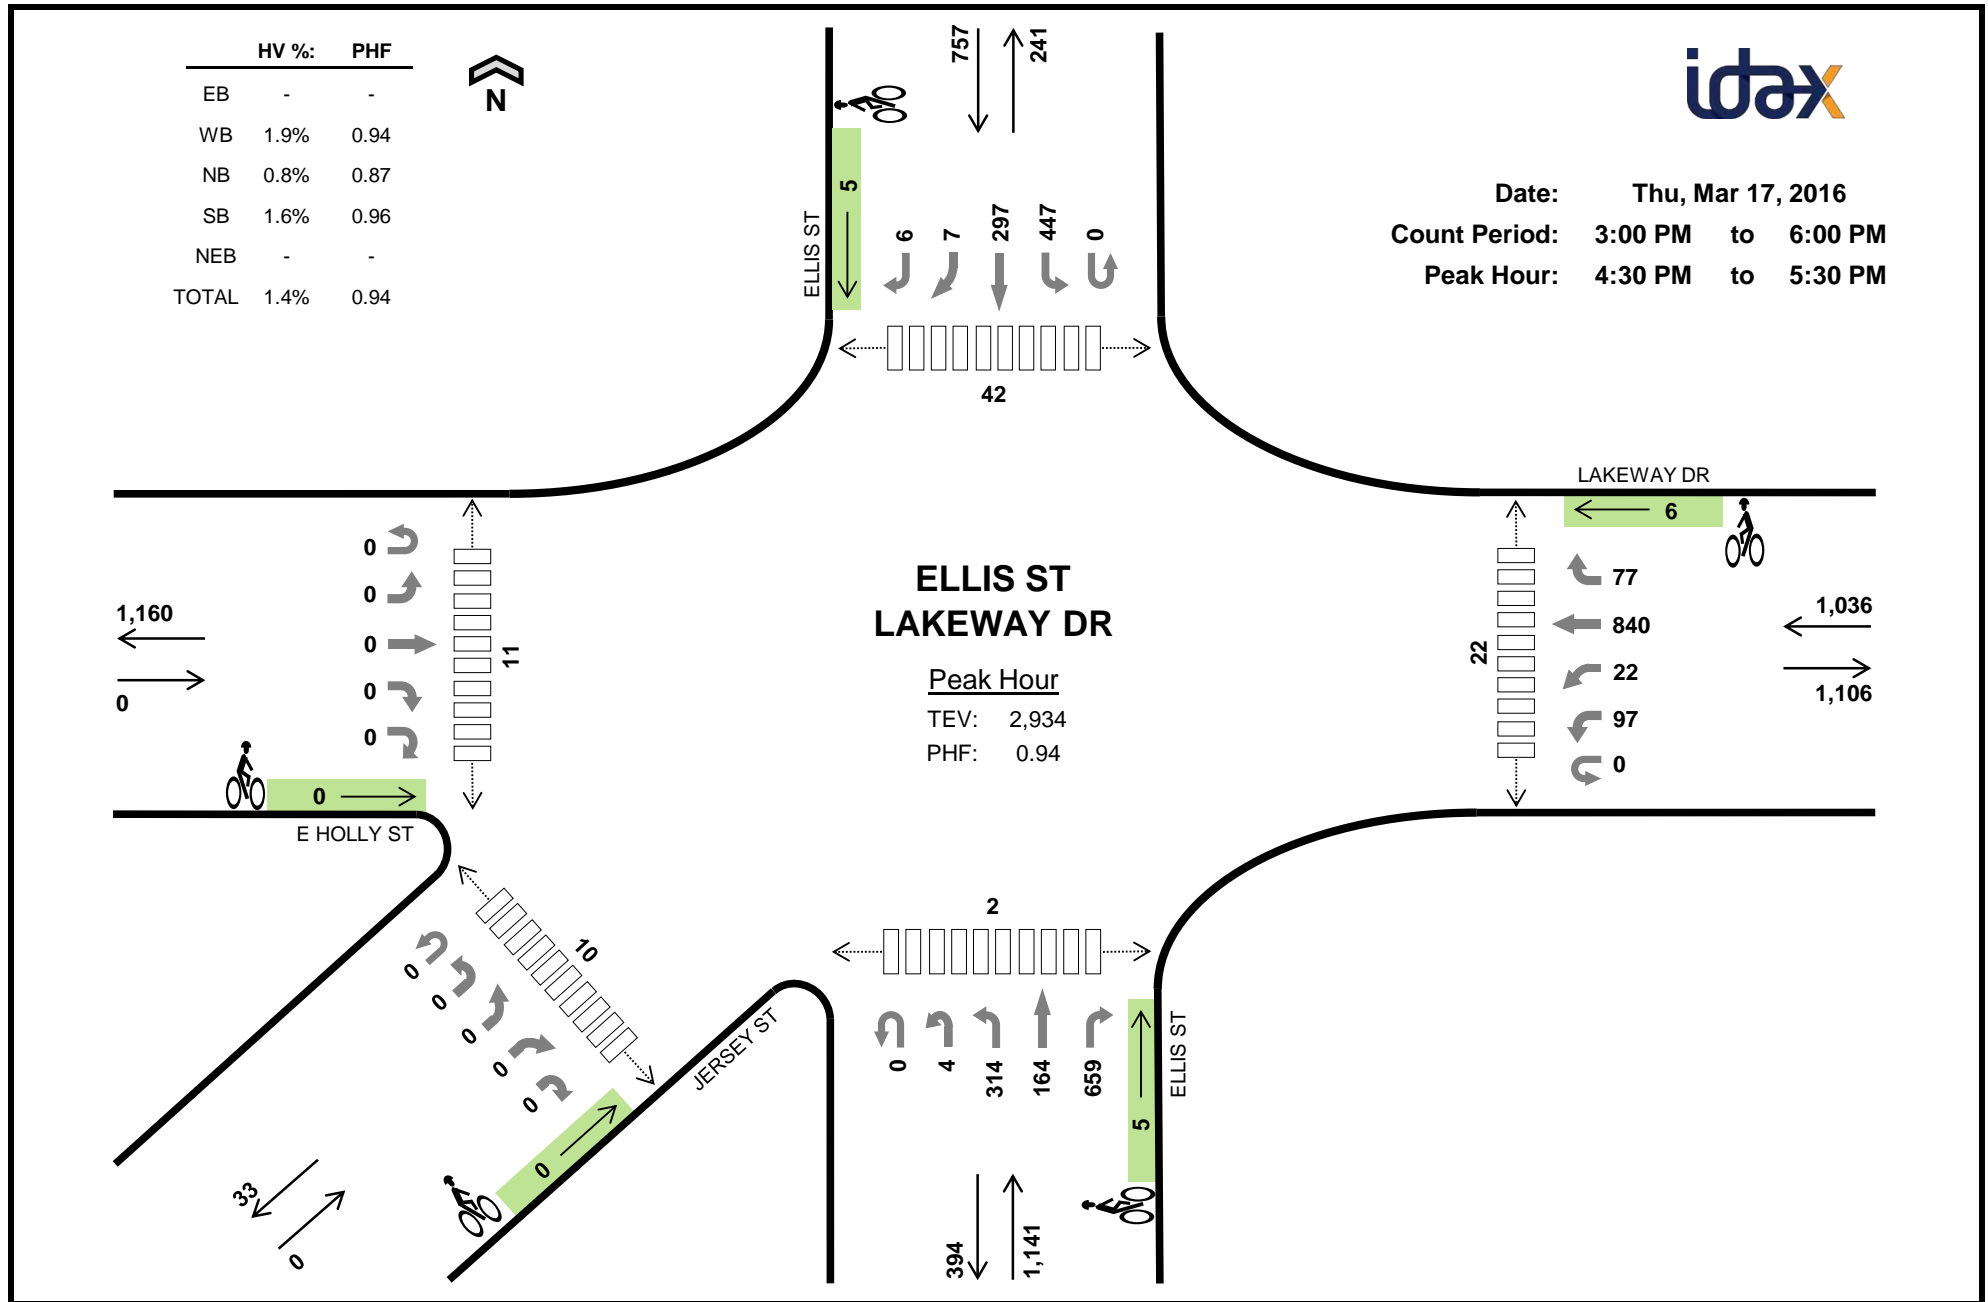 HV %: PHF
EB - -
WB 1.9% 0.94
NB 0.8% 0.87
SB 1.6% 0.96
NEB - -
TOTAL 1.4% 0.94
N
757
241
idax
Date: Thu, Mar 17, 2016
Count Period: 3:00 PM to 6:00 PM
Peak Hour: 4:30 PM to 5:30 PM
ELLIS ST
5
6 7 297 447 0
42
LAKEWAY DR
6
77
840
22
97
0
22
1,036
1,106
1,160
0
0
0
0
0
0
11
0
E HOLLY ST
ELLIS ST
LAKEWAY DR
Peak Hour
TEV: 2,934
PHF: 0.94
10
0
0
0
0
0
0
JERSEY ST
33
0
2
0 4 314 164 659
5
ELLIS ST
394
1,141